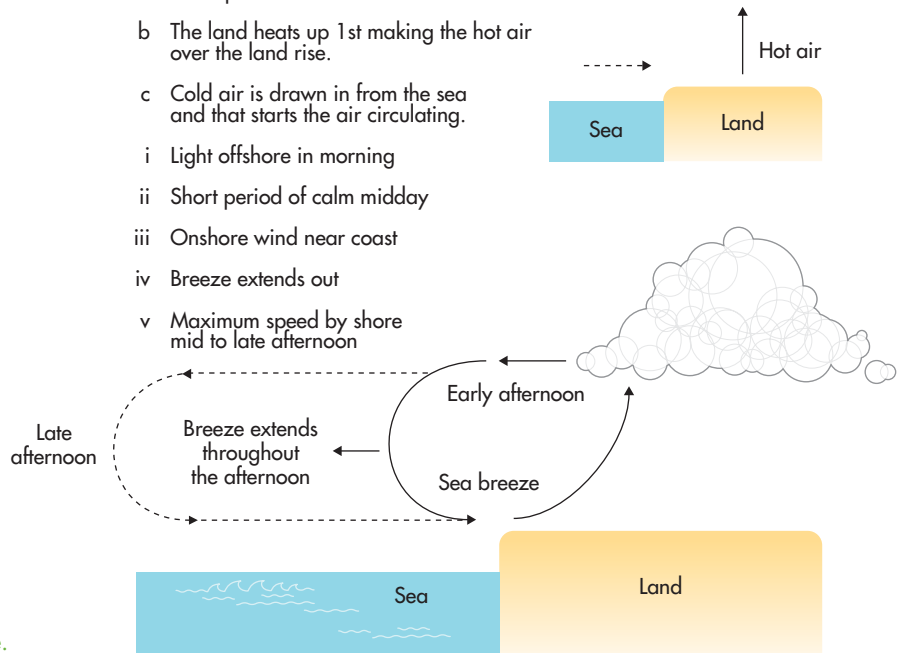 b The land heats up 1st making the hot air
over the land rise.
c Cold air is drawn in from the sea
and that starts the air circulating.
i Light offshore in morning
ii Short period of calm midday
iii Onshore wind near coast
iv Breeze extends out
v Maximum speed by shore
mid to late afternoon
Hot air
Sea
Land
Early afternoon
Late
afternoon
Breeze extends
throughout
the afternoon
Sea breeze
Sea
Land